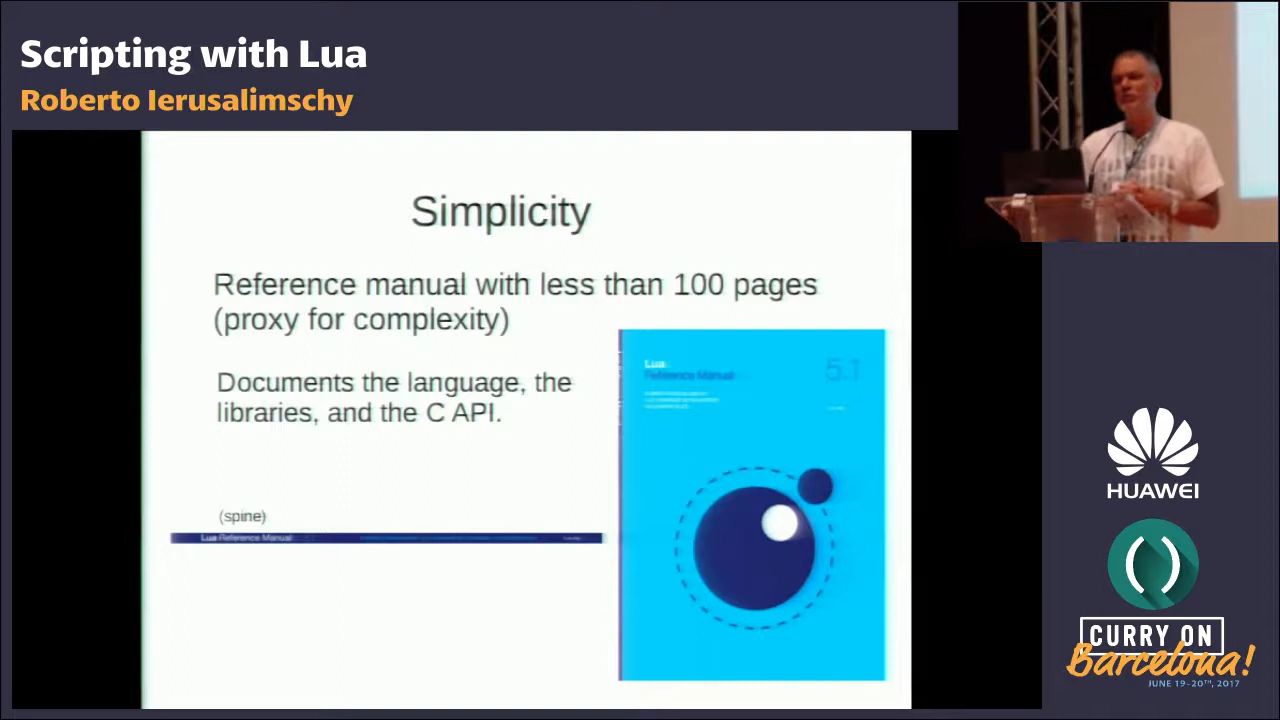 Scripting with Lua
Roberto Ierusalimschy
Simplicity
Reference manual with less than 100 pages
(proxy for complexity)
Documents the language, the
libraries, and the C API.
Lua
Reference Manual
5.1
(spine)
Lua Reference Manual
HUAWEI
( )
CURRY ON
Barcelona!
JUNE 19-20TH, 2017